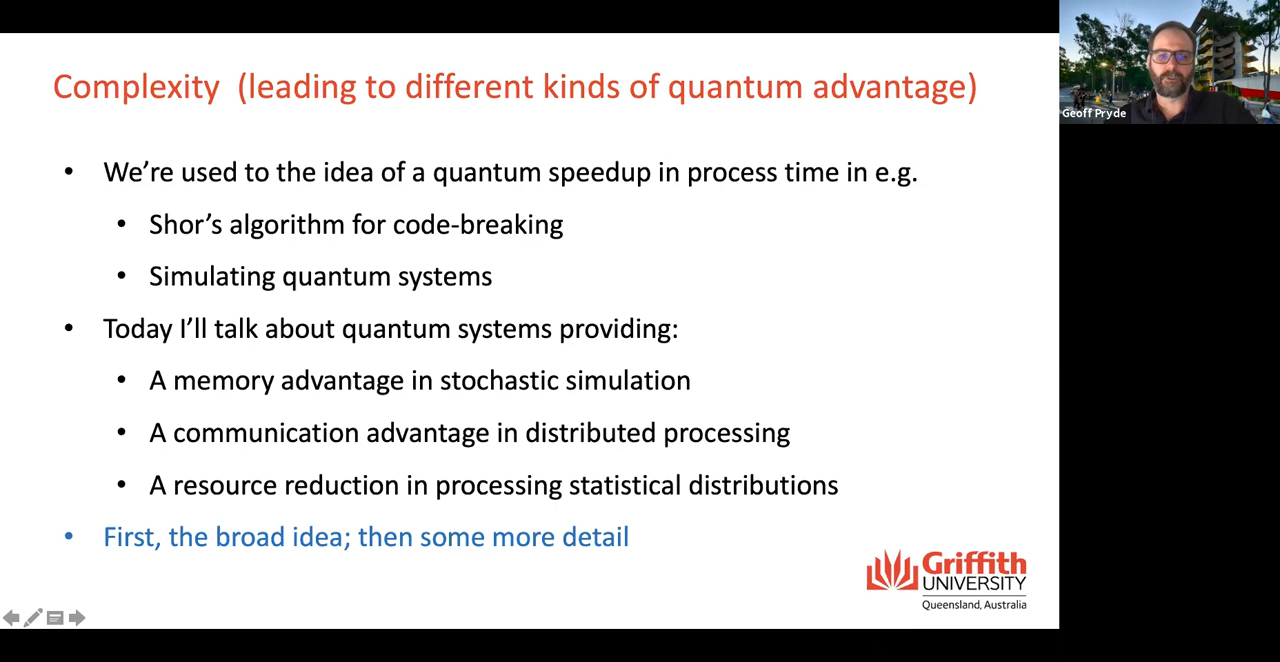 Complexity (leading to different kinds of quantum advantage)
Geoff Pryde
• We’re used to the idea of a quantum speedup in process time in e.g.
• Shor’s algorithm for code-breaking
• Simulating quantum systems
• Today I’ll talk about quantum systems providing:
• A memory advantage in stochastic simulation
• A communication advantage in distributed processing
• A resource reduction in processing statistical distributions
• First, the broad idea; then some more detail
Griffith
UNIVERSITY
Queensland, Australia